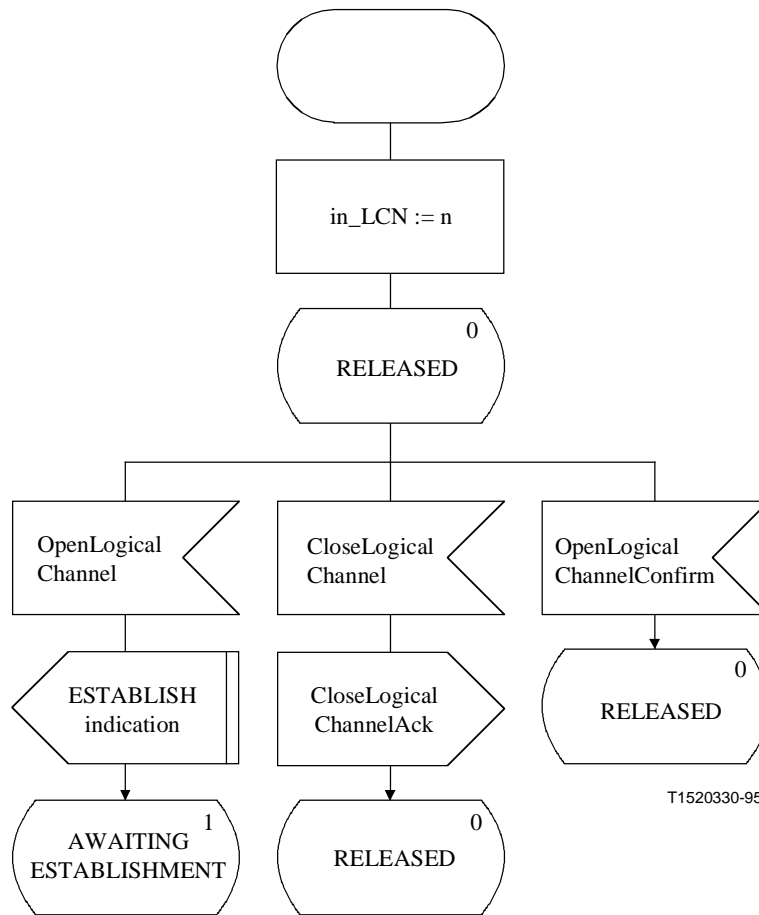 in_LCN := n
0
RELEASED
OpenLogical
Channel
CloseLogical
Channel
OpenLogical
ChannelConfirm
ESTABLISH
indication
CloseLogical
ChannelAck
0
RELEASED
T1520330-95
1
AWAITING
ESTABLISHMENT
0
RELEASED